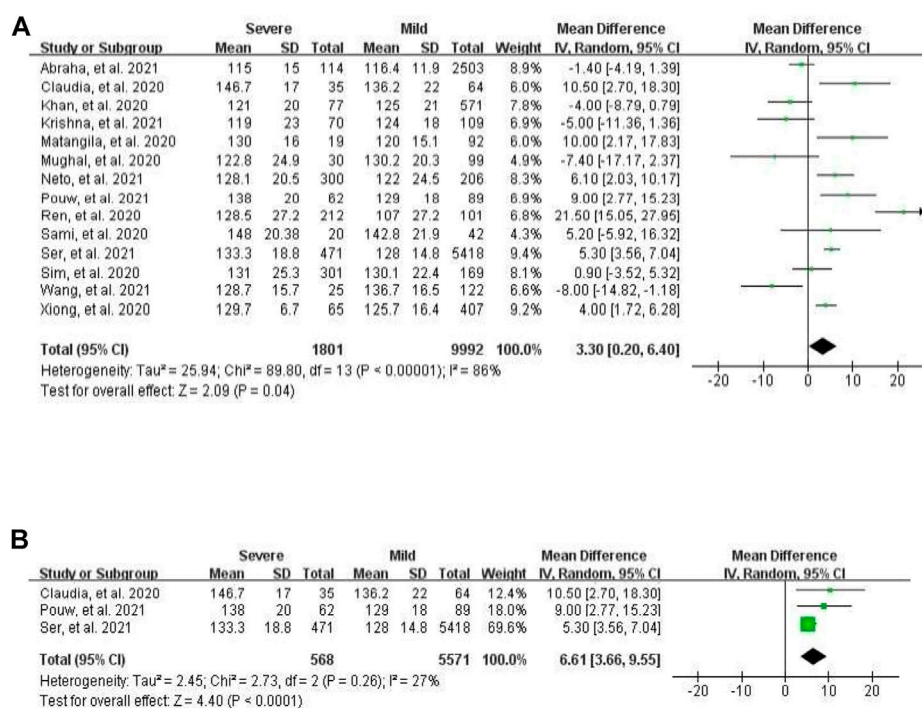 A
Severe Mild Mean Difference Mean Difference
Study or Subgroup Mean SD Total Mean SD Total Weight IV, Random, 95% CI IV, Random, 95% CI
Abraha, et al. 2021 115 15 114 116.4 11.9 2503 8.9% -1.40 [-4.19, 1.39]
Claudia, et al. 2020 146.7 17 35 136.2 22 64 6.0% 10.50 [2.70, 18.30]
Khan, et al. 2020 121 20 77 125 21 571 8.0% -4.00 [-8.79, 0.79]
Krishna, et al. 2021 119 23 70 124 18 109 6.9% -5.00 [-11.36, 1.36]
Matangila, et al. 2020 130 16 19 120 15.1 92 6.0% 10.00 [2.17, 17.83]
Mughal, et al. 2020 122.8 24.9 30 130.2 20.3 99 4.9% -7.40 [-17.17, 2.37]
Neto, et al. 2021 128.1 20.5 300 122 24.5 206 8.3% 6.10 [2.03, 10.17]
Pouw, et al. 2021 138 20 62 129 18 89 6.9% 9.00 [2.77, 15.23]
Ren, et al. 2020 128.5 27.2 212 107 27.2 101 6.8% 21.50 [15.05, 27.95]
Sami, et al. 2020 148 20.38 20 142.8 21.9 42 4.3% 5.20 [-5.92, 16.32]
Ser, et al. 2021 133.3 18.8 471 128 14.8 5418 9.4% 5.30 [3.56, 7.04]
Sim, et al. 2020 131 25.3 301 130.1 22.4 169 8.1% 0.90 [-3.52, 5.32]
Wang, et al. 2021 128.7 15.7 25 136.7 16.5 122 6.6% -8.00 [-14.82, -1.18]
Xiong, et al. 2020 129.7 6.7 65 125.7 16.4 407 9.2% 4.00 [1.72, 6.28]
Total (95% CI) 1801 9992 100.0% 3.30 [0.20, 6.40]
Heterogeneity: Tau² = 25.94; Chi² = 89.80, df = 13 (P < 0.00001); I² = 86%
Test for overall effect: Z = 2.09 (P = 0.04)
-20 -10 0 10 20
B
Severe Mild Mean Difference Mean Difference
Study or Subgroup Mean SD Total Mean SD Total Weight IV, Random, 95% CI IV, Random, 95% CI
Claudia, et al. 2020 146.7 17 35 136.2 22 64 12.4% 10.50 [2.70, 18.30]
Pouw, et al. 2021 138 20 62 129 18 89 18.0% 9.00 [2.77, 15.23]
Ser, et al. 2021 133.3 18.8 471 128 14.8 5418 69.6% 5.30 [3.56, 7.04]
Total (95% CI) 568 5571 100.0% 6.61 [3.66, 9.55]
Heterogeneity: Tau² = 2.45; Chi² = 2.73, df = 2 (P = 0.26); I² = 27%
Test for overall effect: Z = 4.40 (P < 0.0001)
-20 -10 0 10 20